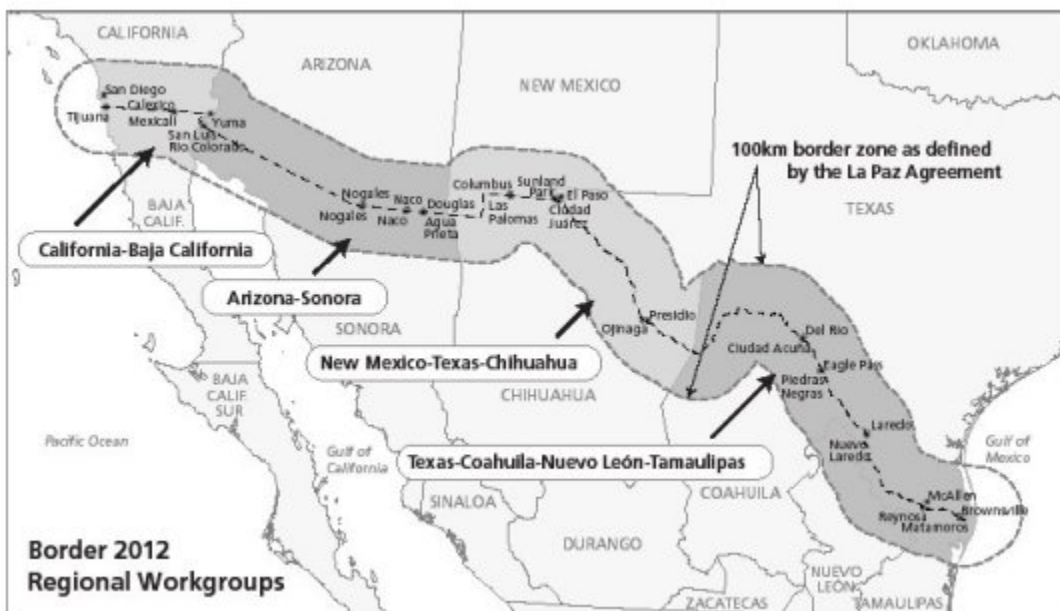 CALIFORNIA
ARIZONA
NEW MEXICO
OKLAHOMA
San Diego
Tijuana
Calexico
Mexicali
Yuma
San Luis
Rio Colorado
100km border zone as defined
by the La Paz Agreement
TEXAS
BAJA
CALIF.
Nogales
Nogales
Naco
Naco
Douglas
Agua
Prieta
Columbus
Las
Palomas
Sunland
Park
El Paso
Ciudad
Juárez
California-Baja California
Arizona-Sonora
SONORA
Ojinaga
Presidio
Del Rio
Ciudad Acuña
Eagle Pass
Piedras
Negras
New Mexico-Texas-Chihuahua
CHIHUAHUA
BAJA
CALIF.
SUR
Pacific Ocean
Gulf of
California
Laredo
Nuevo
Laredo
Gulf of
Mexico
Texas-Coahuila-Nuevo León-Tamaulipas
SINALOA
COAHUILA
McAllen
Reynosa
Brownsville
Matamoros
DURANGO
Border 2012
Regional Workgroups
NUEVO
LEÓN
ZACATECAS
TAMAULIPAS